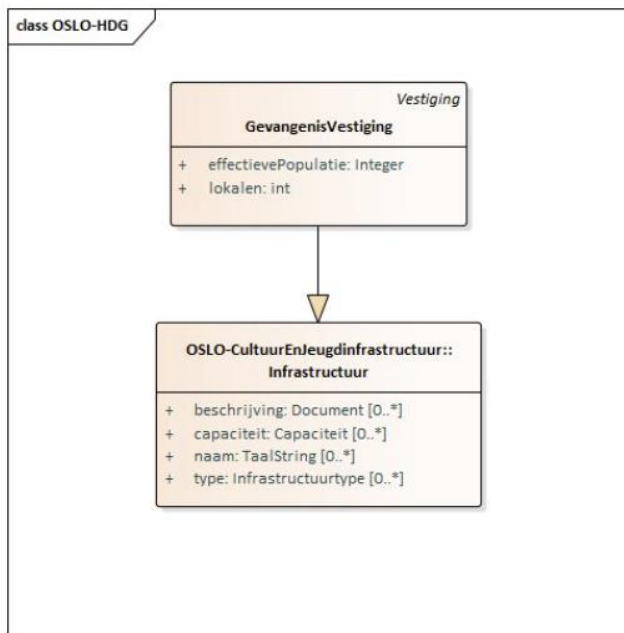 class OSLO-HDG
Vestiging
GevangenisVestiging
+ effectievePopulatie: Integer
+ lokalen: int
OSLO-CultuurEnJeugdinfrastructuur::
Infrastructuur
+ beschrijving: Document [0..*]
+ capaciteit: Capaciteit [0..*]
+ naam: TaalString [0..*]
+ type: Infrastructuurtype [0..*]